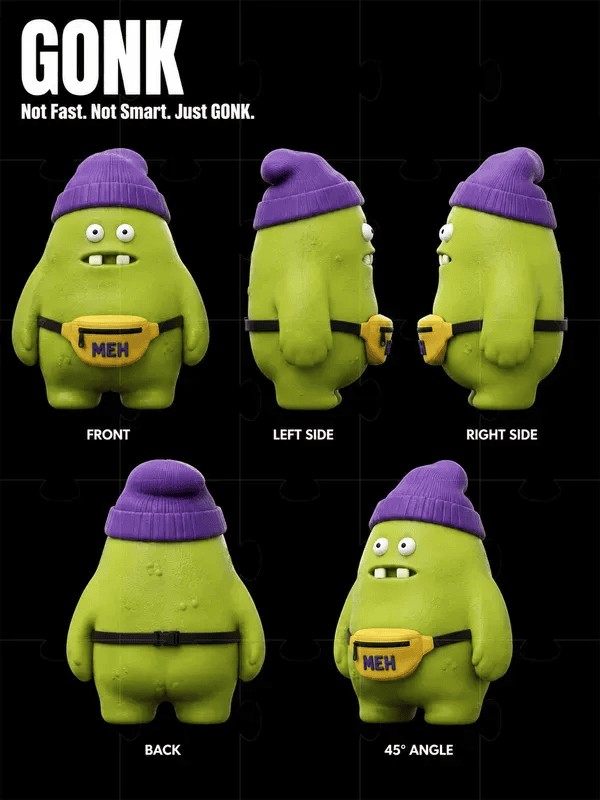 GONK
Not Fast. Not Smart. Just GONK.
MEH
FRONT
LEFT SIDE
RIGHT SIDE
MEH
BACK
45° ANGLE